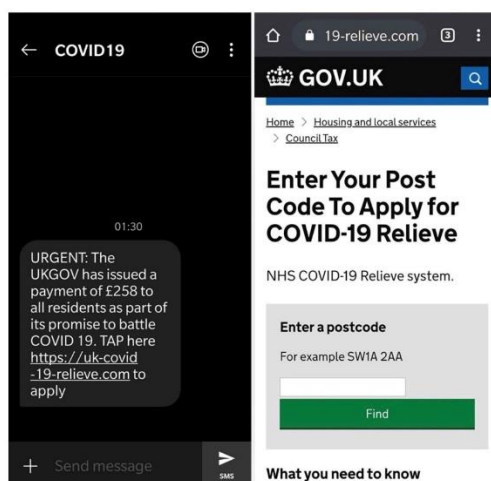 COVID19
01:30
URGENT: The
UKGOV has issued a
payment of £258 to
all residents as part of
its promise to battle
COVID 19. TAP here
https://uk-covid
-19-relieve.com to
apply
Send message
SMS
19-relieve.com
3
GOV.UK
Home > Housing and local services
> Council Tax
Enter Your Post
Code To Apply for
COVID-19 Relieve
NHS COVID-19 Relieve system.
Enter a postcode
For example SW1A 2AA
Find
What you need to know